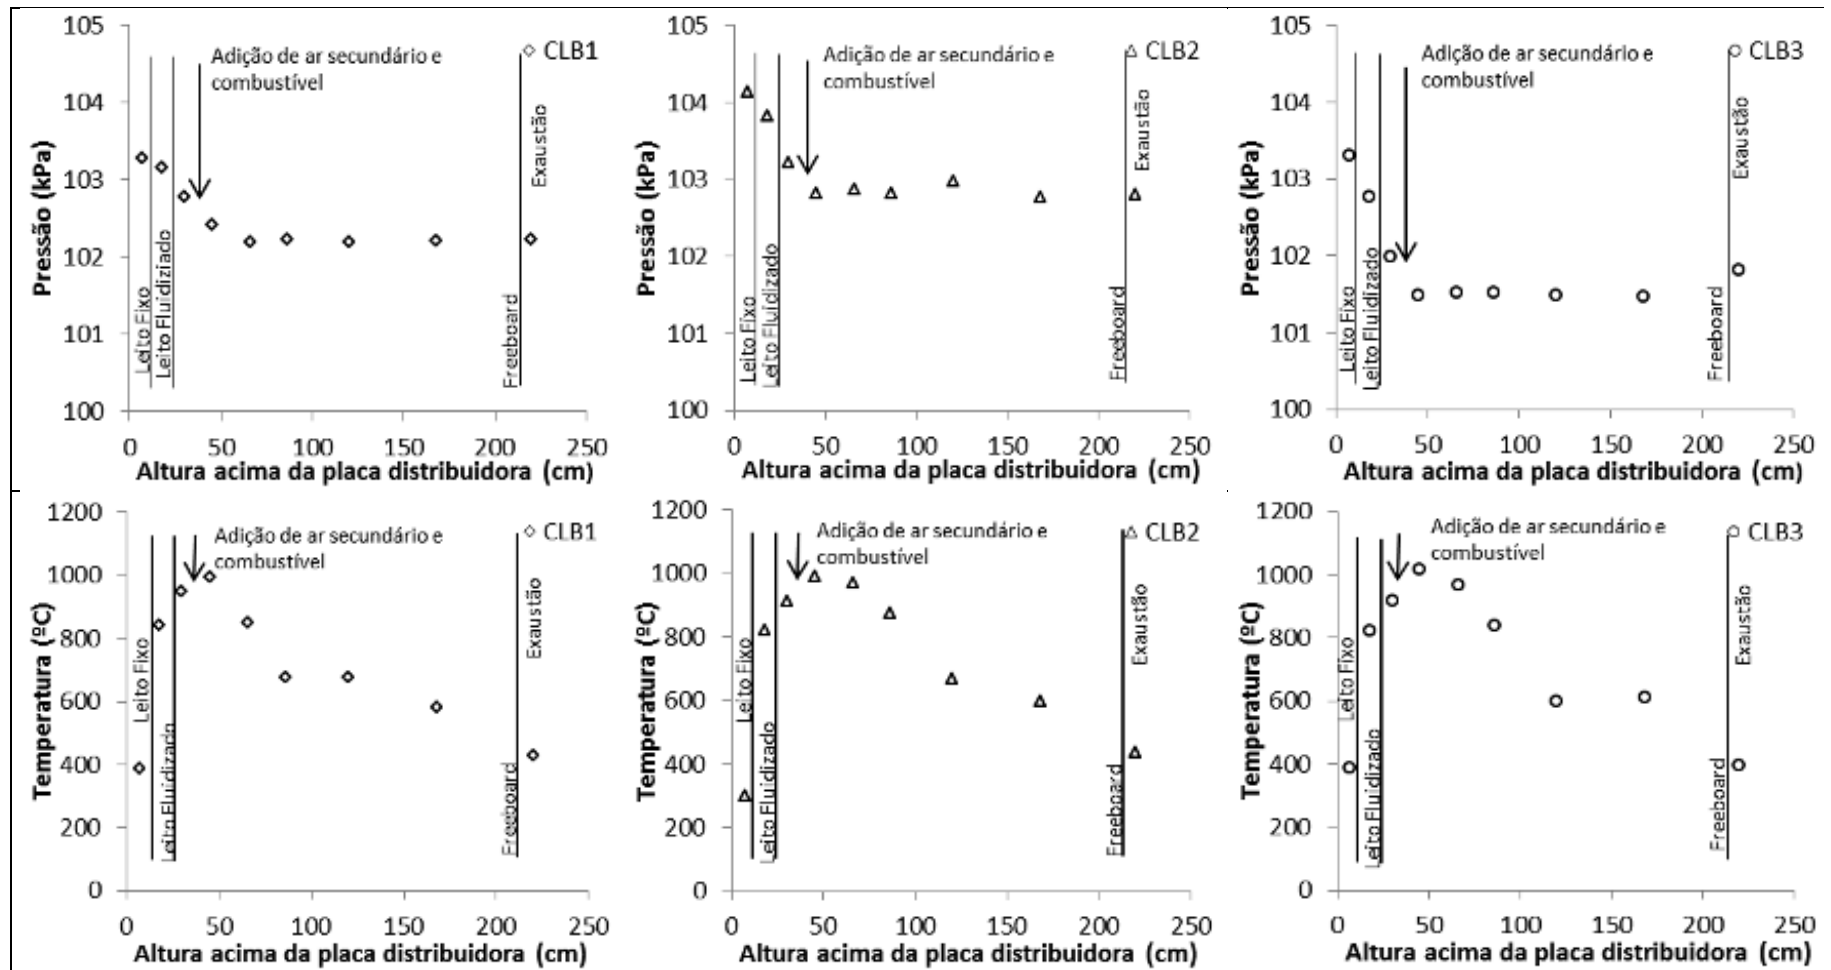 105
104
103
102
101
100
Pressão (kPa)
Adição de ar secundário e
combustível
CLB1
Leito Fixo
Leito Fluidiziado
Freeboard
Exaustão
0 50 100 150 200 250
Altura acima da placa distribuidora (cm)
105
104
103
102
101
100
Pressão (kPa)
Adição de ar secundário e
combustível
CLB2
Leito Fixo
Leito Fluidizado
Freeboard
Exaustão
0 50 100 150 200 250
Altura acima da placa distribuidora (cm)
105
104
103
102
101
100
Pressão (kPa)
Adição de ar secundário e
combustível
CLB3
Leito Fixo
Leito Fluidizado
Freeboard
Exaustão
0 50 100 150 200 250
Altura acima da placa distribuidora (cm)
1200
1000
800
600
400
200
0
Temperatura (ºC)
Adição de ar secundário e
combustível
CLB1
Leito Fixo
Leito Fluidizado
Freeboard
Exaustão
0 50 100 150 200 250
Altura acima da placa distribuidora (cm)
1200
1000
800
600
400
200
0
Temperatura (ºC)
Adição de ar secundário e
combustível
CLB2
Leito Fixo
Leito Fluidizado
Freeboard
Exaustão
0 50 100 150 200 250
Altura acima da placa distribuidora (cm)
1200
1000
800
600
400
200
0
Temperatura (ºC)
Adição de ar secundário e
combustível
CLB3
Leito Fixo
Leito Fluidizado
Freeboard
Exaustão
0 50 100 150 200 250
Altura acima da placa distribuidora (cm)